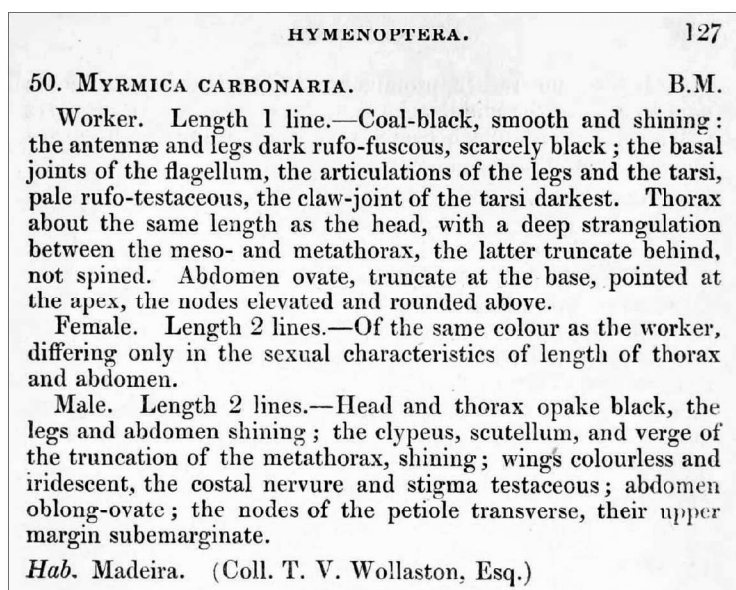 HYMENOPTERA. 127
50. MYRMICA CARBONARIA. B.M.
Worker. Length 1 line.—Coal-black, smooth and shining:
the antennæ and legs dark rufo-fuscous, scarcely black; the basal
joints of the flagellum, the articulations of the legs and the tarsi,
pale rufo-testaceous, the claw-joint of the tarsi darkest. Thorax
about the same length as the head, with a deep strangulation
between the meso- and metathorax, the latter truncate behind,
not spined. Abdomen ovate, truncate at the base, pointed at
the apex, the nodes elevated and rounded above.
Female. Length 2 lines.—Of the same colour as the worker,
differing only in the sexual characteristics of length of thorax
and abdomen.
Male. Length 2 lines.—Head and thorax opake black, the
legs and abdomen shining; the clypeus, scutellum, and verge of
the truncation of the metathorax, shining; wings colourless and
iridescent, the costal nervure and stigma testaceous; abdomen
oblong-ovate; the nodes of the petiole transverse, their upper
margin subemarginate.
Hab. Madeira. (Coll. T. V. Wollaston, Esq.)